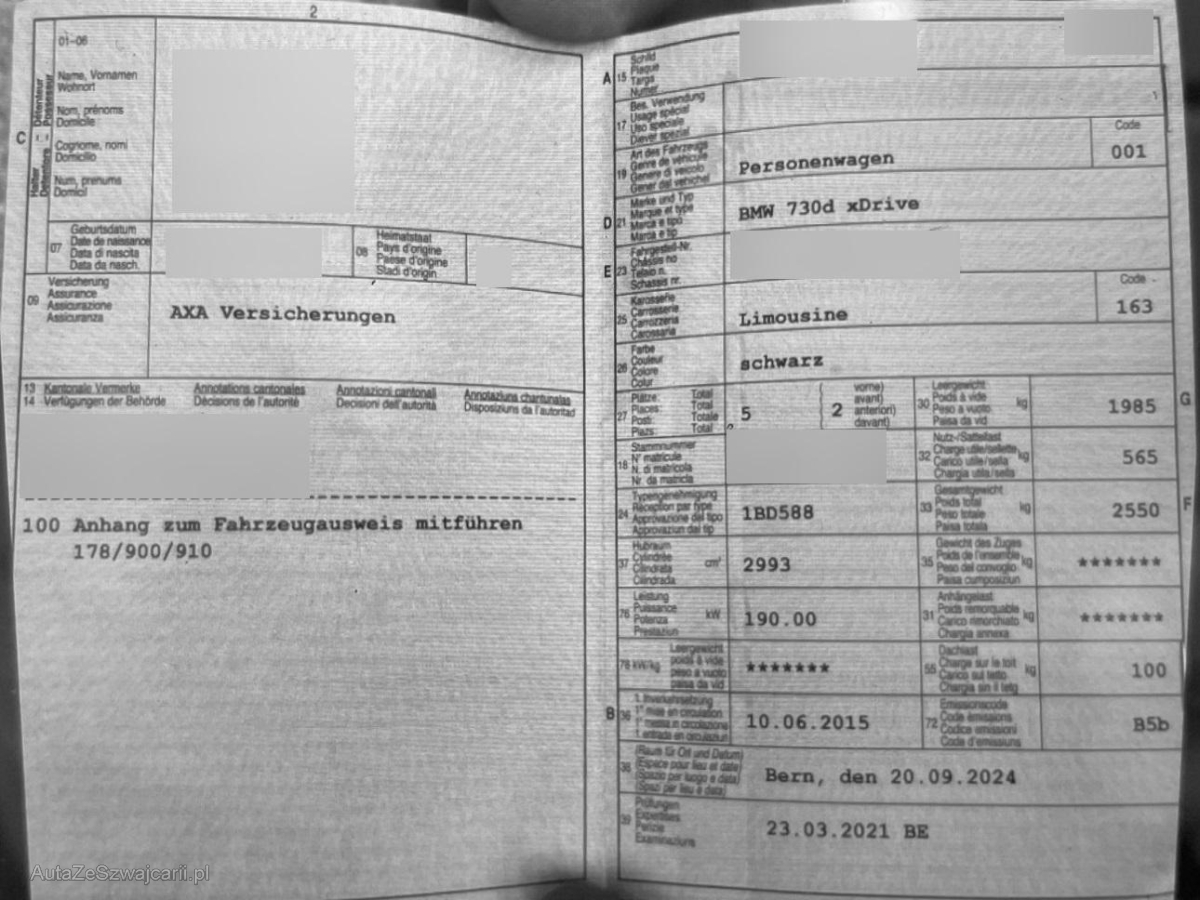 2
01-06
C
Détenteur
Possesseur
Halter
Detentore
Name, Vornamen
Wohnort
Nom, prénoms
Domicile
Cognome, nomi
Domicilio
Num, prenums
Domicil
07
Geburtsdatum
Date de naissance
Data di nascita
Data da nasch.
08
Heimatstaat
Pays d'origine
Paese d'origine
Stadi d'origin
09
Versicherung
Assurance
Assicurazione
Assicuranza
AXA Versicherungen
13 Kantonale Vermerke Annotations cantonales Annotazioni cantonali Annotaziuns chantunalas
14 Verfügungen der Behörde Décisions de l'autorité Decisioni dell'autorità Disposiziuns da l'autoritad
100 Anhang zum Fahrzeugausweis mitführen
178/900/910
A 15
Schild
Plaque
Targa
Numer
17
Bes. Verwendung
Usage spécial
Uso speciale
Diever spezial
19
Art des Fahrzeugs
Genre de véhicule
Genere di veicolo
Gener dal vehichel
Personenwagen
Code
001
D 21
Marke und Typ
Marque et type
Marca e tipo
Marca e tip
BMW 730d xDrive
E 23
Fahrgestell-Nr.
Châssis no
Telaio n.
Schassis nr.
25
Karosserie
Carrosserie
Carrozzeria
Carossaria
Limousine
Code
163
26
Farbe
Couleur
Colore
Colur
schwarz
27
Plätze: Total
Places: Total
Posti: Totale
Plazs: Total
5
( 2
vorne)
avant)
anteriori)
davant)
30
Leergewicht
Poids à vide
Peso a vuoto
Paisa da vid
kg
1985
G
18
Stammnummer
N° matricule
N. di matricola
Nr. da matricla
32
Nutz-/Sattellast
Charge utile/sellette
Carico utile/sella
Chargia utila/sella
kg
565
24
Typengenehmigung
Réception par type
Approvazione del tipo
Approvaziun dal tip
1BD588
33
Gesamtgewicht
Poids total
Peso totale
Paisa totala
kg
2550
F
37
Hubraum
Cylindrée
Cilindrata
Cilindrada
cm³
2993
35
Gewicht des Zuges
Poids de l'ensemble
Peso del convoglio
Paisa cumposiziun
kg
*******
76
Leistung
Puissance
Potenza
Prestaziun
kW
190.00
31
Anhängelast
Poids remorquable
Carico rimorchiato
Chargia annexa
kg
*******
78 kW/kg
Leergewicht
poids à vide
peso a vuoto
paisa da vid
*******
55
Dachlast
Charge sur le toit
Carico sul tetto
Chargia sin il tetg
kg
100
B 36
1. Inverkehrsetzung
1re mise en circulation
1a messa in circolazione
1. entrada en circulaziun
10.06.2015
72
Emissionscode
Code émissions
Codice emissioni
Code d'emissiuns
B5b
38
(Raum für Ort und Datum)
(Espace pour lieu et date)
(Spazio per luogo e data)
(Spazi per lieu e data)
Bern, den 20.09.2024
39
Prüfungen
Expertises
Perizie
Examinaziuns
23.03.2021 BE
AutaZeSzwajcarii.pl